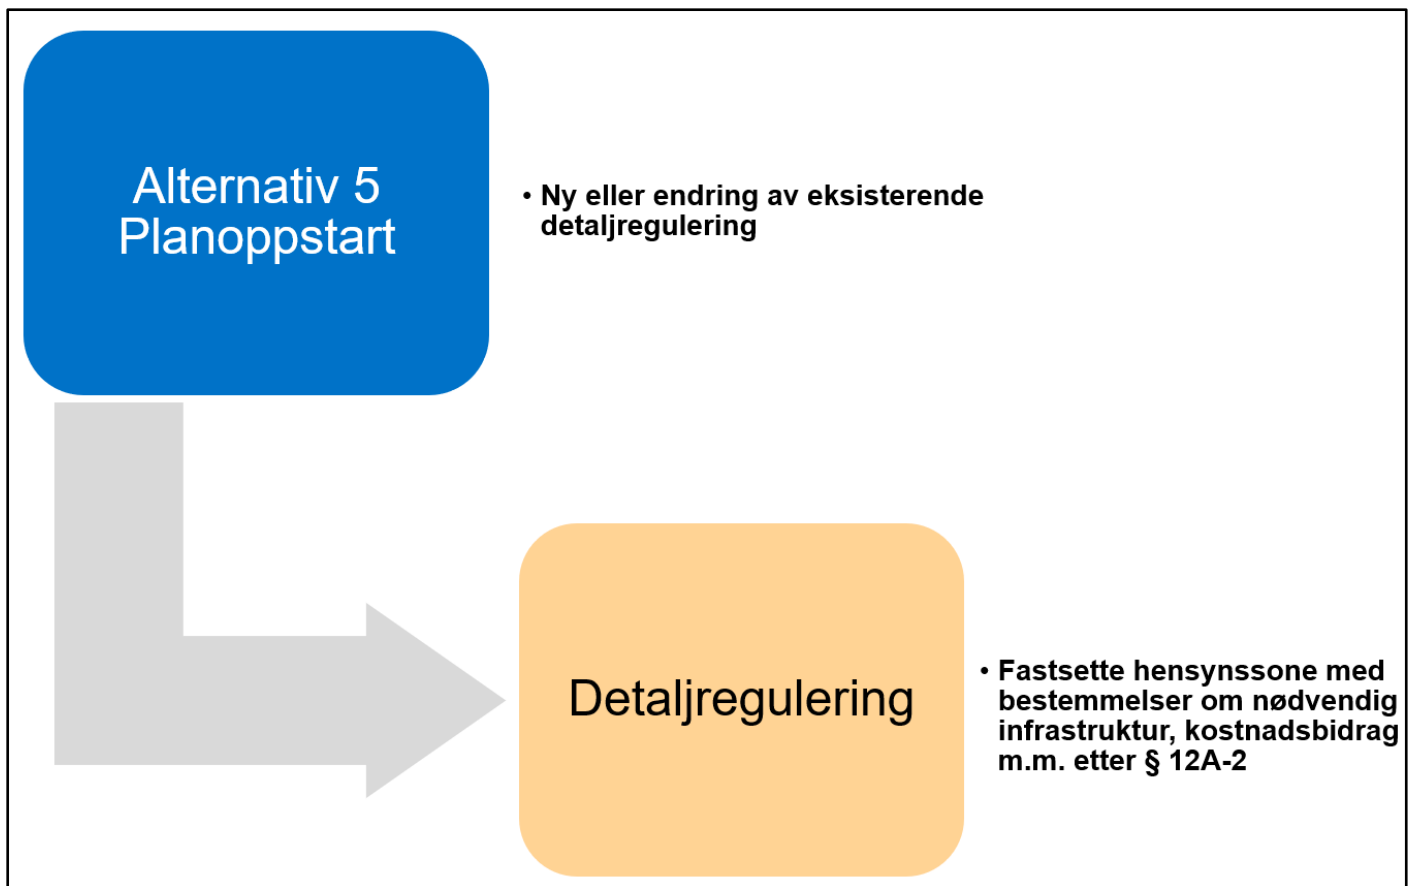 Alternativ 5
Planoppstart
• Ny eller endring av eksisterende
detaljregulering
Detaljregulering
• Fastsette hensynssone med
bestemmelser om nødvendig
infrastruktur, kostnadsbidrag
m.m. etter § 12A-2